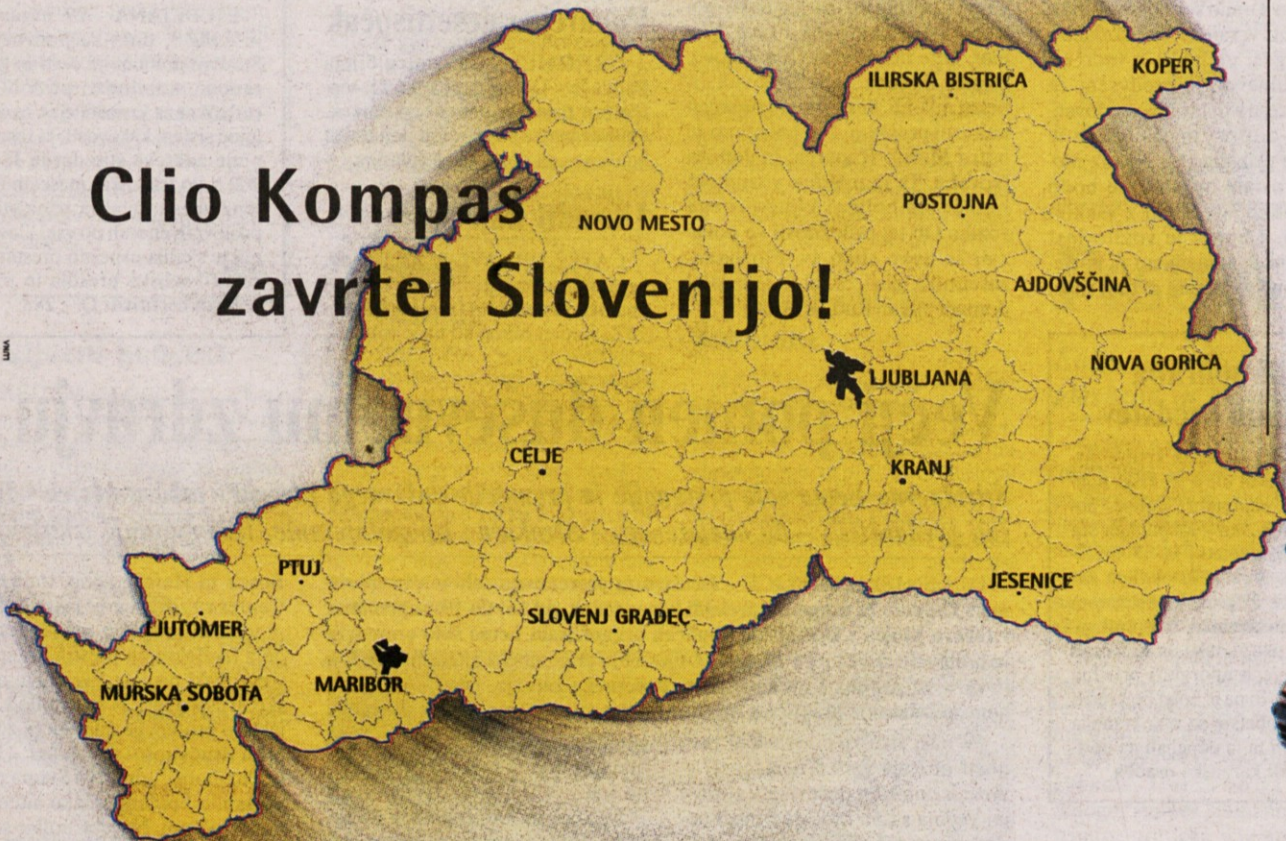 Clio Kompas
zavrtel Slovenijo!
ILIRSKA BISTRICA
KOPER
POSTOJNA
NOVO MESTO
AJDOVŠČINA
NOVA GORICA
LJUBLJANA
CELJE
KRANJ
PTUJ
JESENICE
LJUTOMER
SLOVENJ GRADEC
MURSKA SOBOTA
MARIBOR